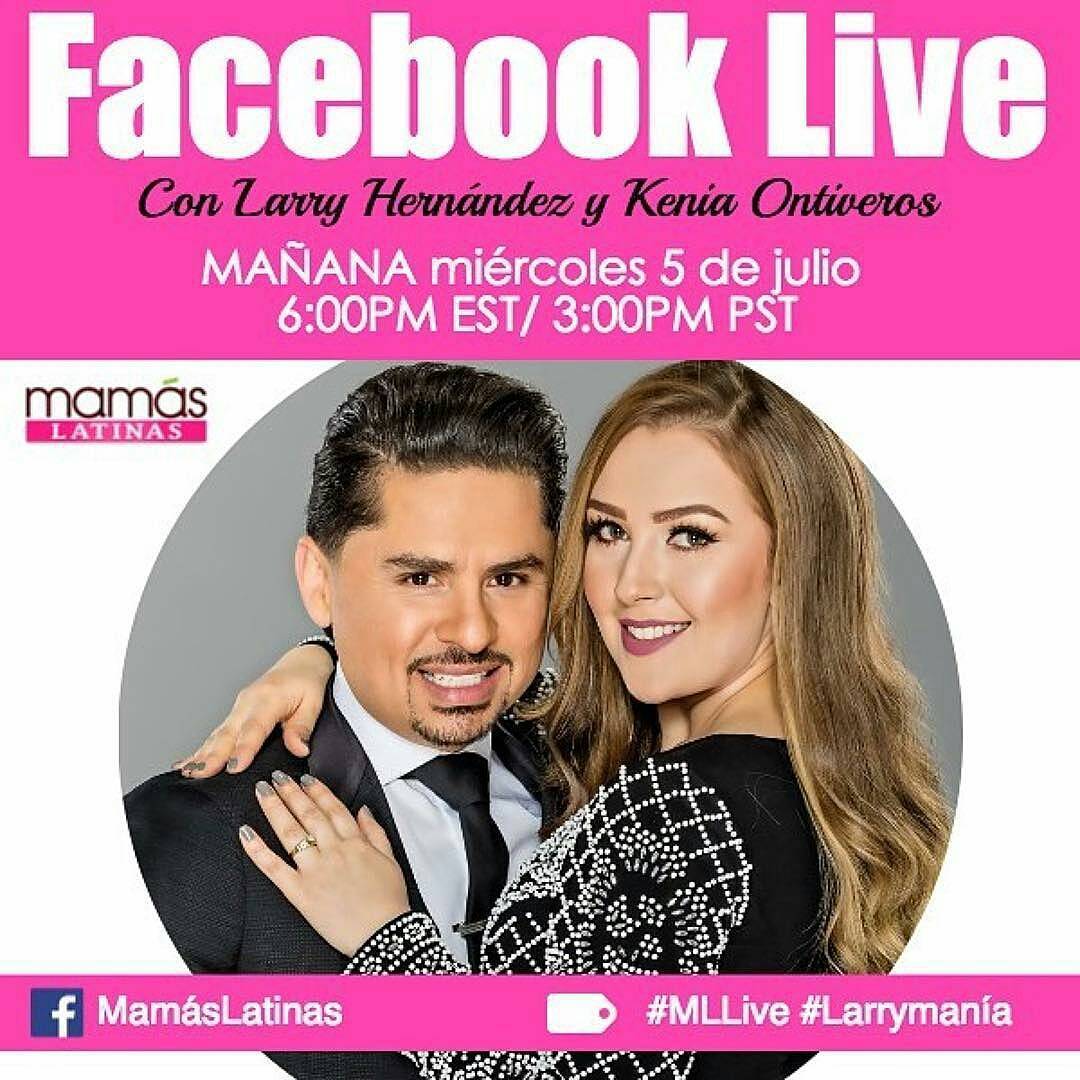 Facebook Live
Con Larry Hernández y Kenia Ontiveros
MAÑANA miércoles 5 de julio
6:00PM EST/ 3:00PM PST
mamás
LATINAS
f MamásLatinas
#MLLive #Larrymanía